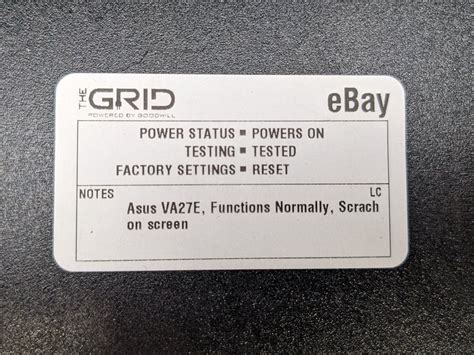 THE GRID eBay
POWERED BY GOODWILL
POWER STATUS ▪ POWERS ON
TESTING ▪ TESTED
FACTORY SETTINGS ▪ RESET
NOTES LC
Asus VA27E, Functions Normally, Scrach
on screen